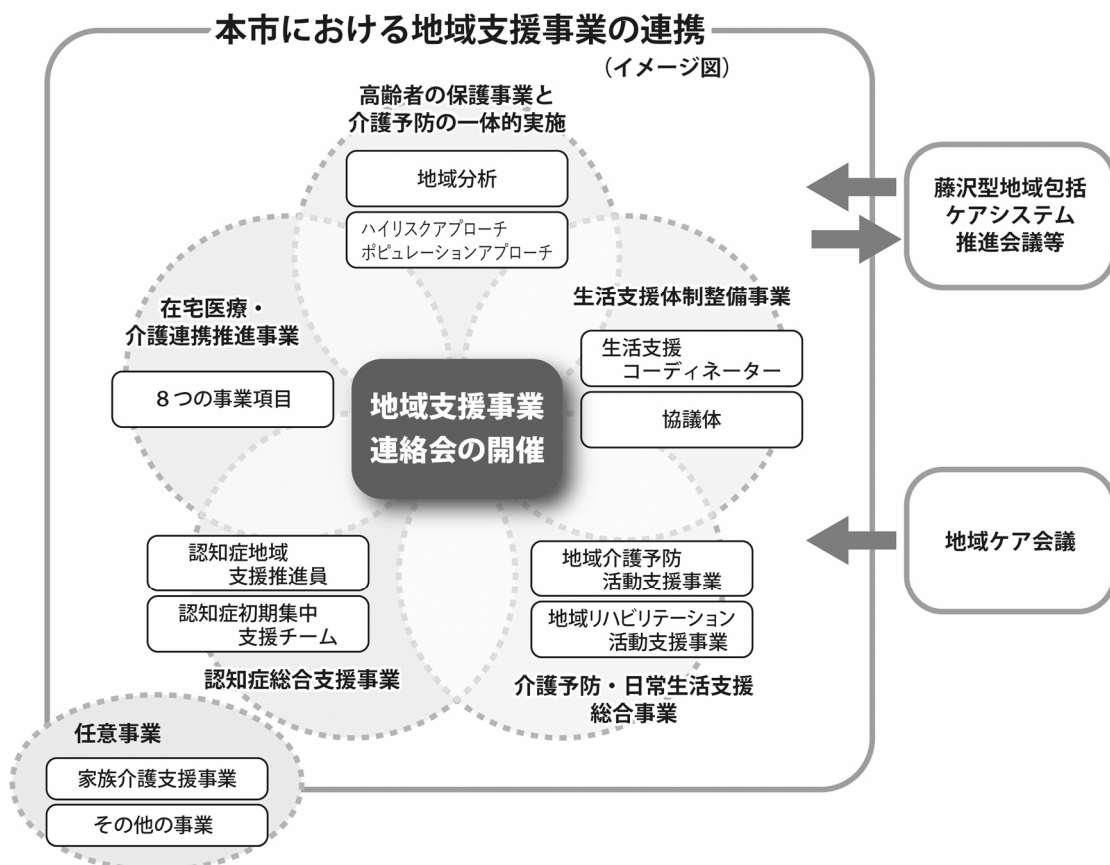 本市における地域支援事業の連携
（イメージ図）
高齢者の保護事業と
介護予防の一体的実施
地域分析
ハイリスクアプローチ
ポピュレーションアプローチ
藤沢型地域包括
ケアシステム
推進会議等
在宅医療・
介護連携推進事業
８つの事業項目
生活支援体制整備事業
生活支援
コーディネーター
協議体
地域支援事業
連絡会の開催
認知症地域
支援推進員
認知症初期集中
支援チーム
認知症総合支援事業
地域介護予防
活動支援事業
地域リハビリテーション
活動支援事業
介護予防・日常生活支援
総合事業
地域ケア会議
任意事業
家族介護支援事業
その他の事業